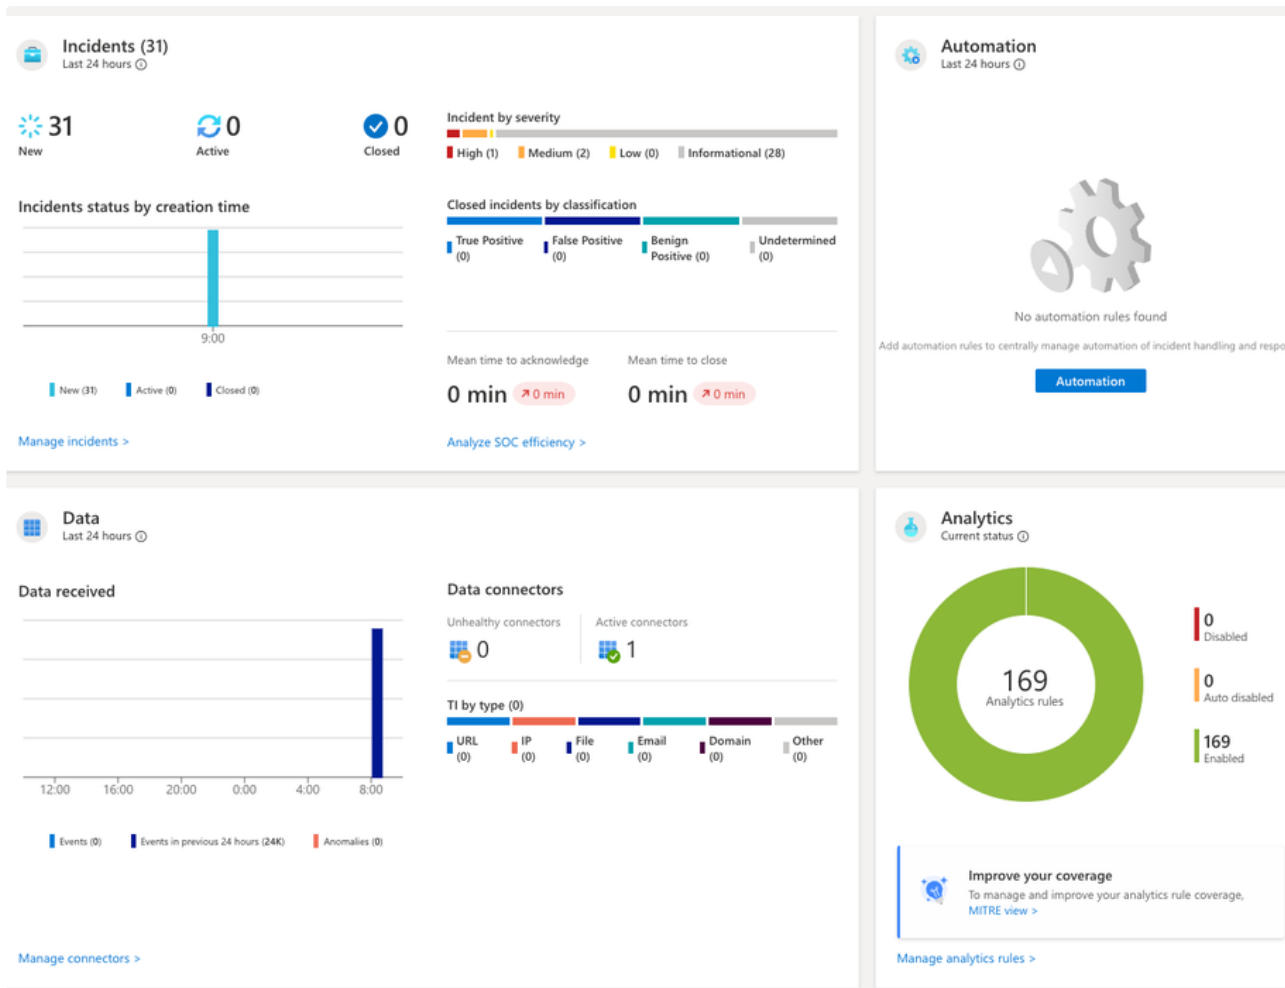 Incidents (31)
Last 24 hours
31
New
0
Active
0
Closed
Incidents status by creation time
9:00
New (31) Active (0) Closed (0)
Manage incidents >
Incident by severity
High (1) Medium (2) Low (0) Informational (28)
Closed incidents by classification
True Positive (0)
False Positive (0)
Benign Positive (0)
Undetermined (0)
Mean time to acknowledge
0 min 0 min
Mean time to close
0 min 0 min
Analyze SOC efficiency >
Automation
Last 24 hours
No automation rules found
Add automation rules to centrally manage automation of incident handling and respo
Automation
Data
Last 24 hours
Data received
12:00 16:00 20:00 0:00 4:00 8:00
Events (0) Events in previous 24 hours (24K) Anomalies (0)
Manage connectors >
Data connectors
Unhealthy connectors
0
Active connectors
1
TI by type (0)
URL (0)
IP (0)
File (0)
Email (0)
Domain (0)
Other (0)
Analytics
Current status
169
Analytics rules
0
Disabled
0
Auto disabled
169
Enabled
Improve your coverage
To manage and improve your analytics rule coverage,
MITRE view >
Manage analytics rules >